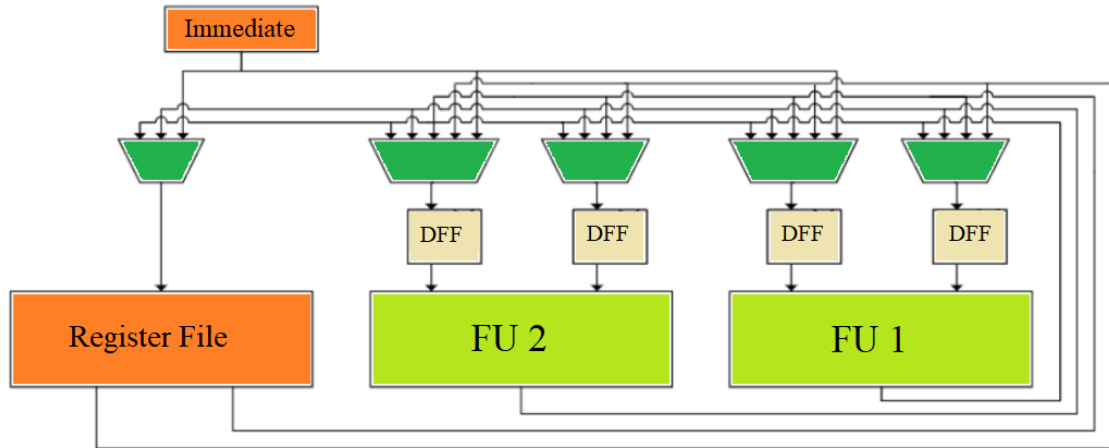 Immediate
DFF
DFF
DFF
DFF
Register File
FU 2
FU 1